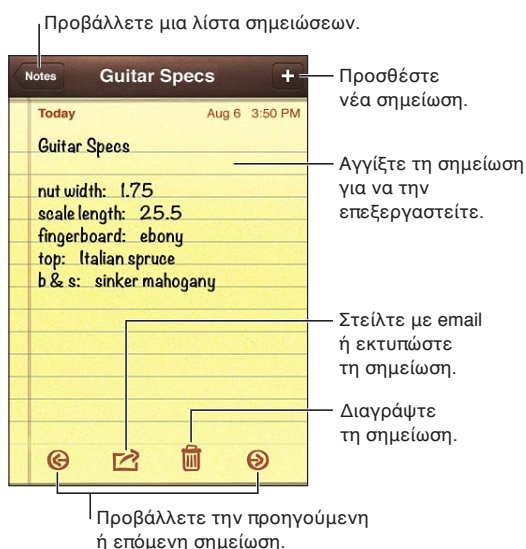 Προβάλλετε μια λίστα σημειώσεων.
Notes
Guitar Specs
+
Προσθέστε
νέα σημείωση.
Today
Aug 6 3:50 PM
Guitar Specs
Αγγίξτε τη σημείωση
για να την
επεξεργαστείτε.
nut width: 1.75
scale length: 25.5
fingerboard: ebony
top: Italian spruce
b & s: sinker mahogany
Στείλτε με email
ή εκτυπώστε
τη σημείωση.
Διαγράψτε
τη σημείωση.
Προβάλλετε την προηγούμενη
ή επόμενη σημείωση.